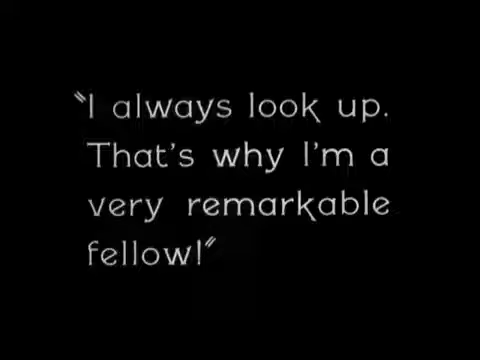 "I always look up.
That's why I'm a
very remarkable
fellow!"